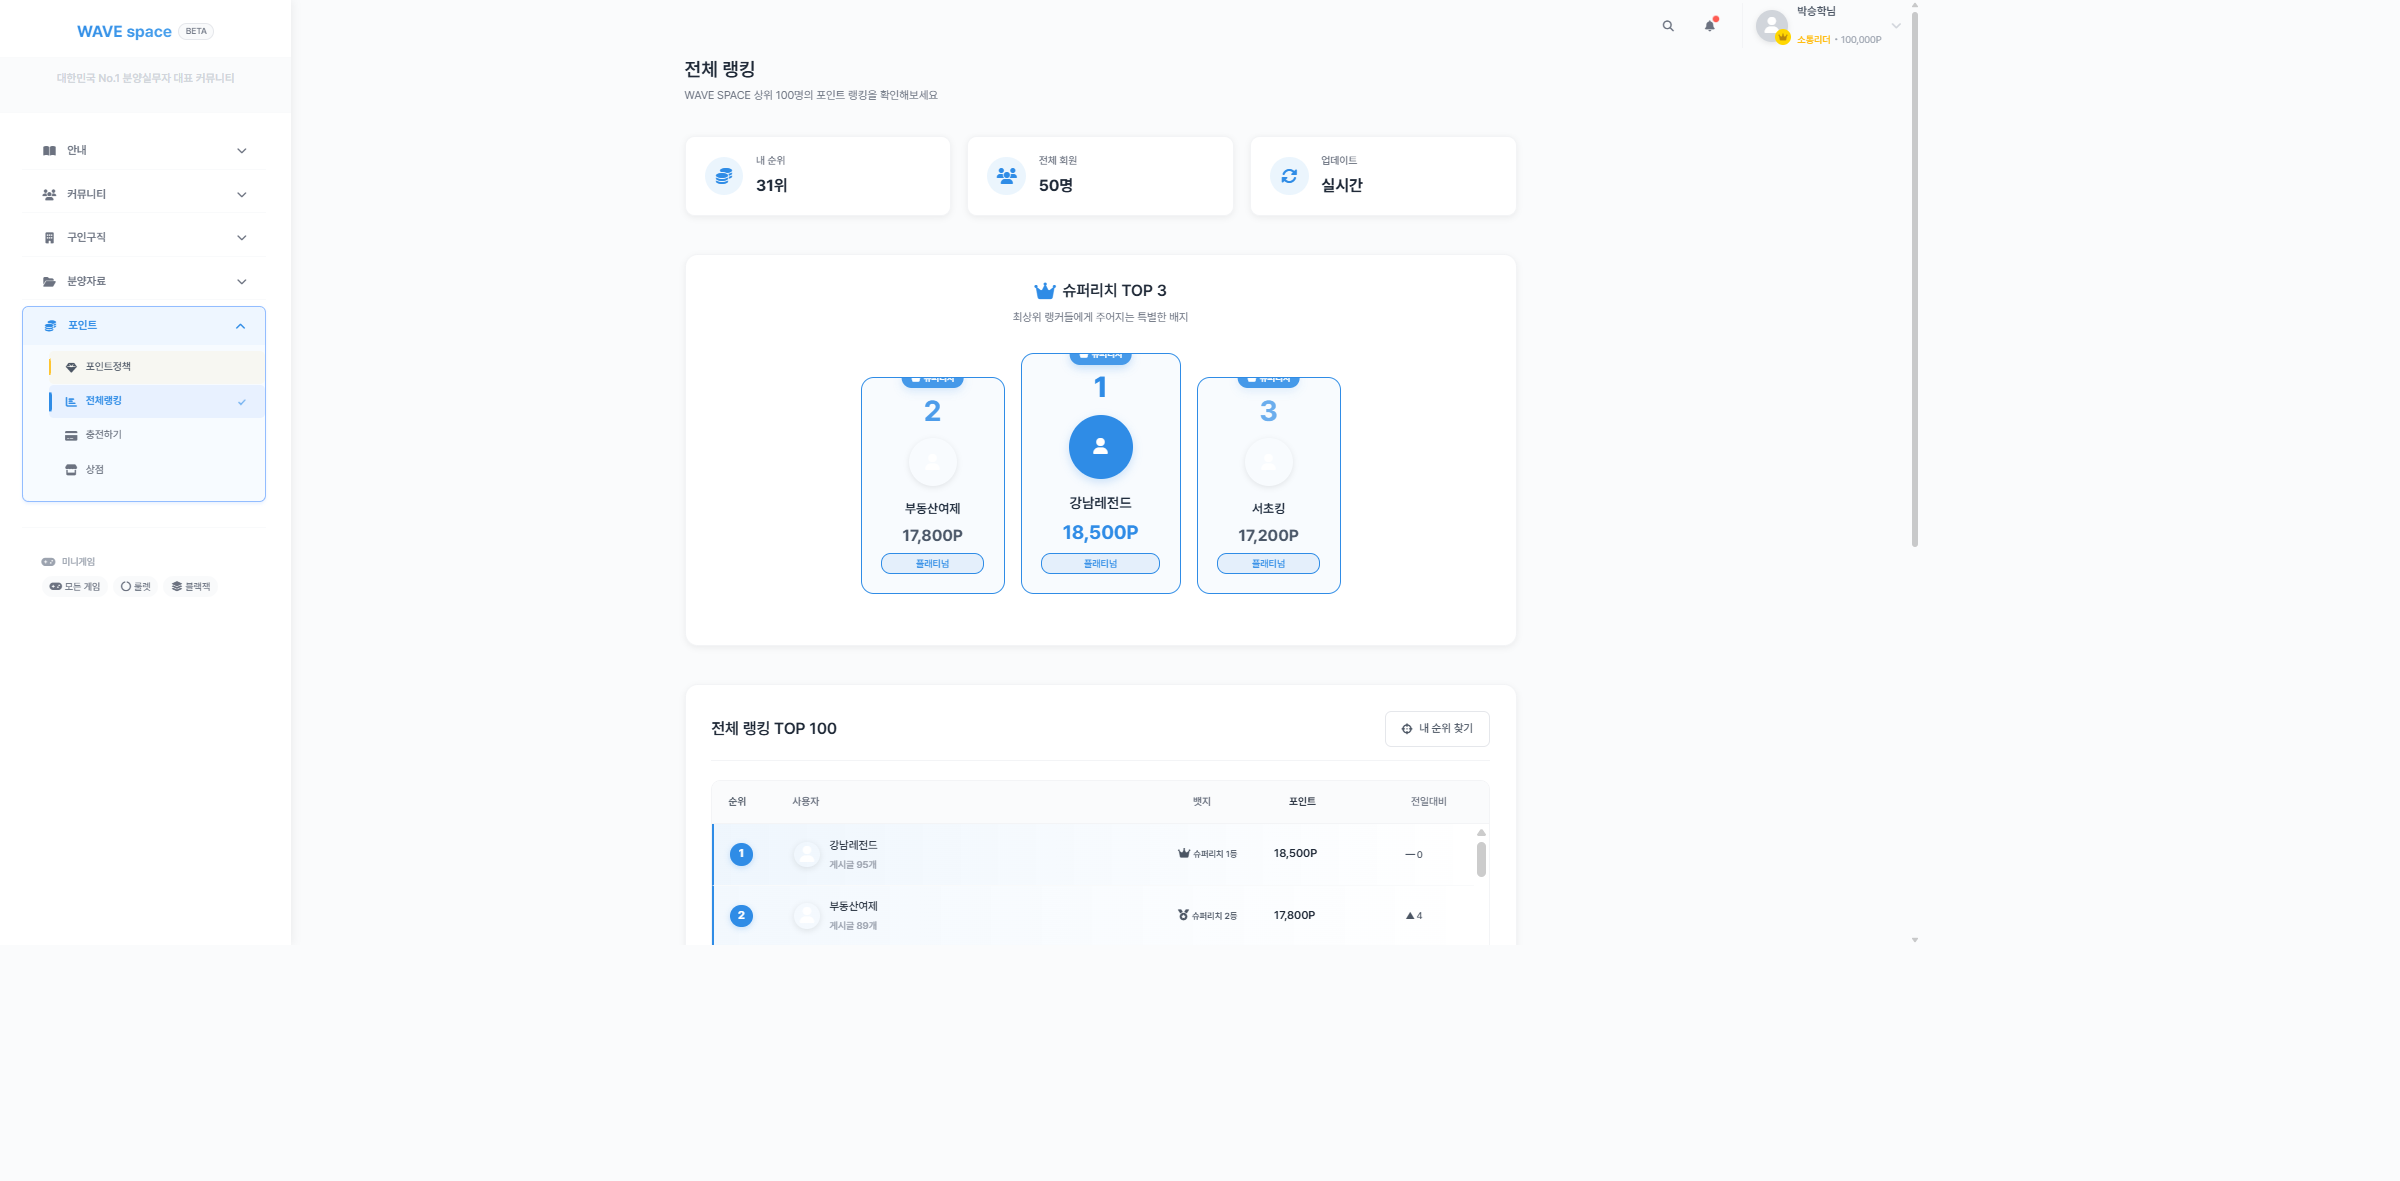 WAVE space BETA
대한민국 No.1 분양실무자 대표 커뮤니티
안내
커뮤니티
구인구직
분양자료
포인트
포인트정책
전체랭킹
충전하기
상점
미니게임
모든 게임 룰렛 블랙잭
박승학님
소통리더 • 100,000P
전체 랭킹
WAVE SPACE 상위 100명의 포인트 랭킹을 확인해보세요
내 순위
31위
전체 회원
50명
업데이트
실시간
슈퍼리치 TOP 3
최상위 랭커들에게 주어지는 특별한 배지
슈퍼리치
2
부동산여제
17,800P
플래티넘
슈퍼리치
1
강남레전드
18,500P
플래티넘
슈퍼리치
3
서초킹
17,200P
플래티넘
전체 랭킹 TOP 100
내 순위 찾기
순위 사용자 뱃지 포인트 전일대비
1 강남레전드 슈퍼리치 1등 18,500P 0
게시글 95개
2 부동산여제 슈퍼리치 2등 17,800P ▲ 4
게시글 89개